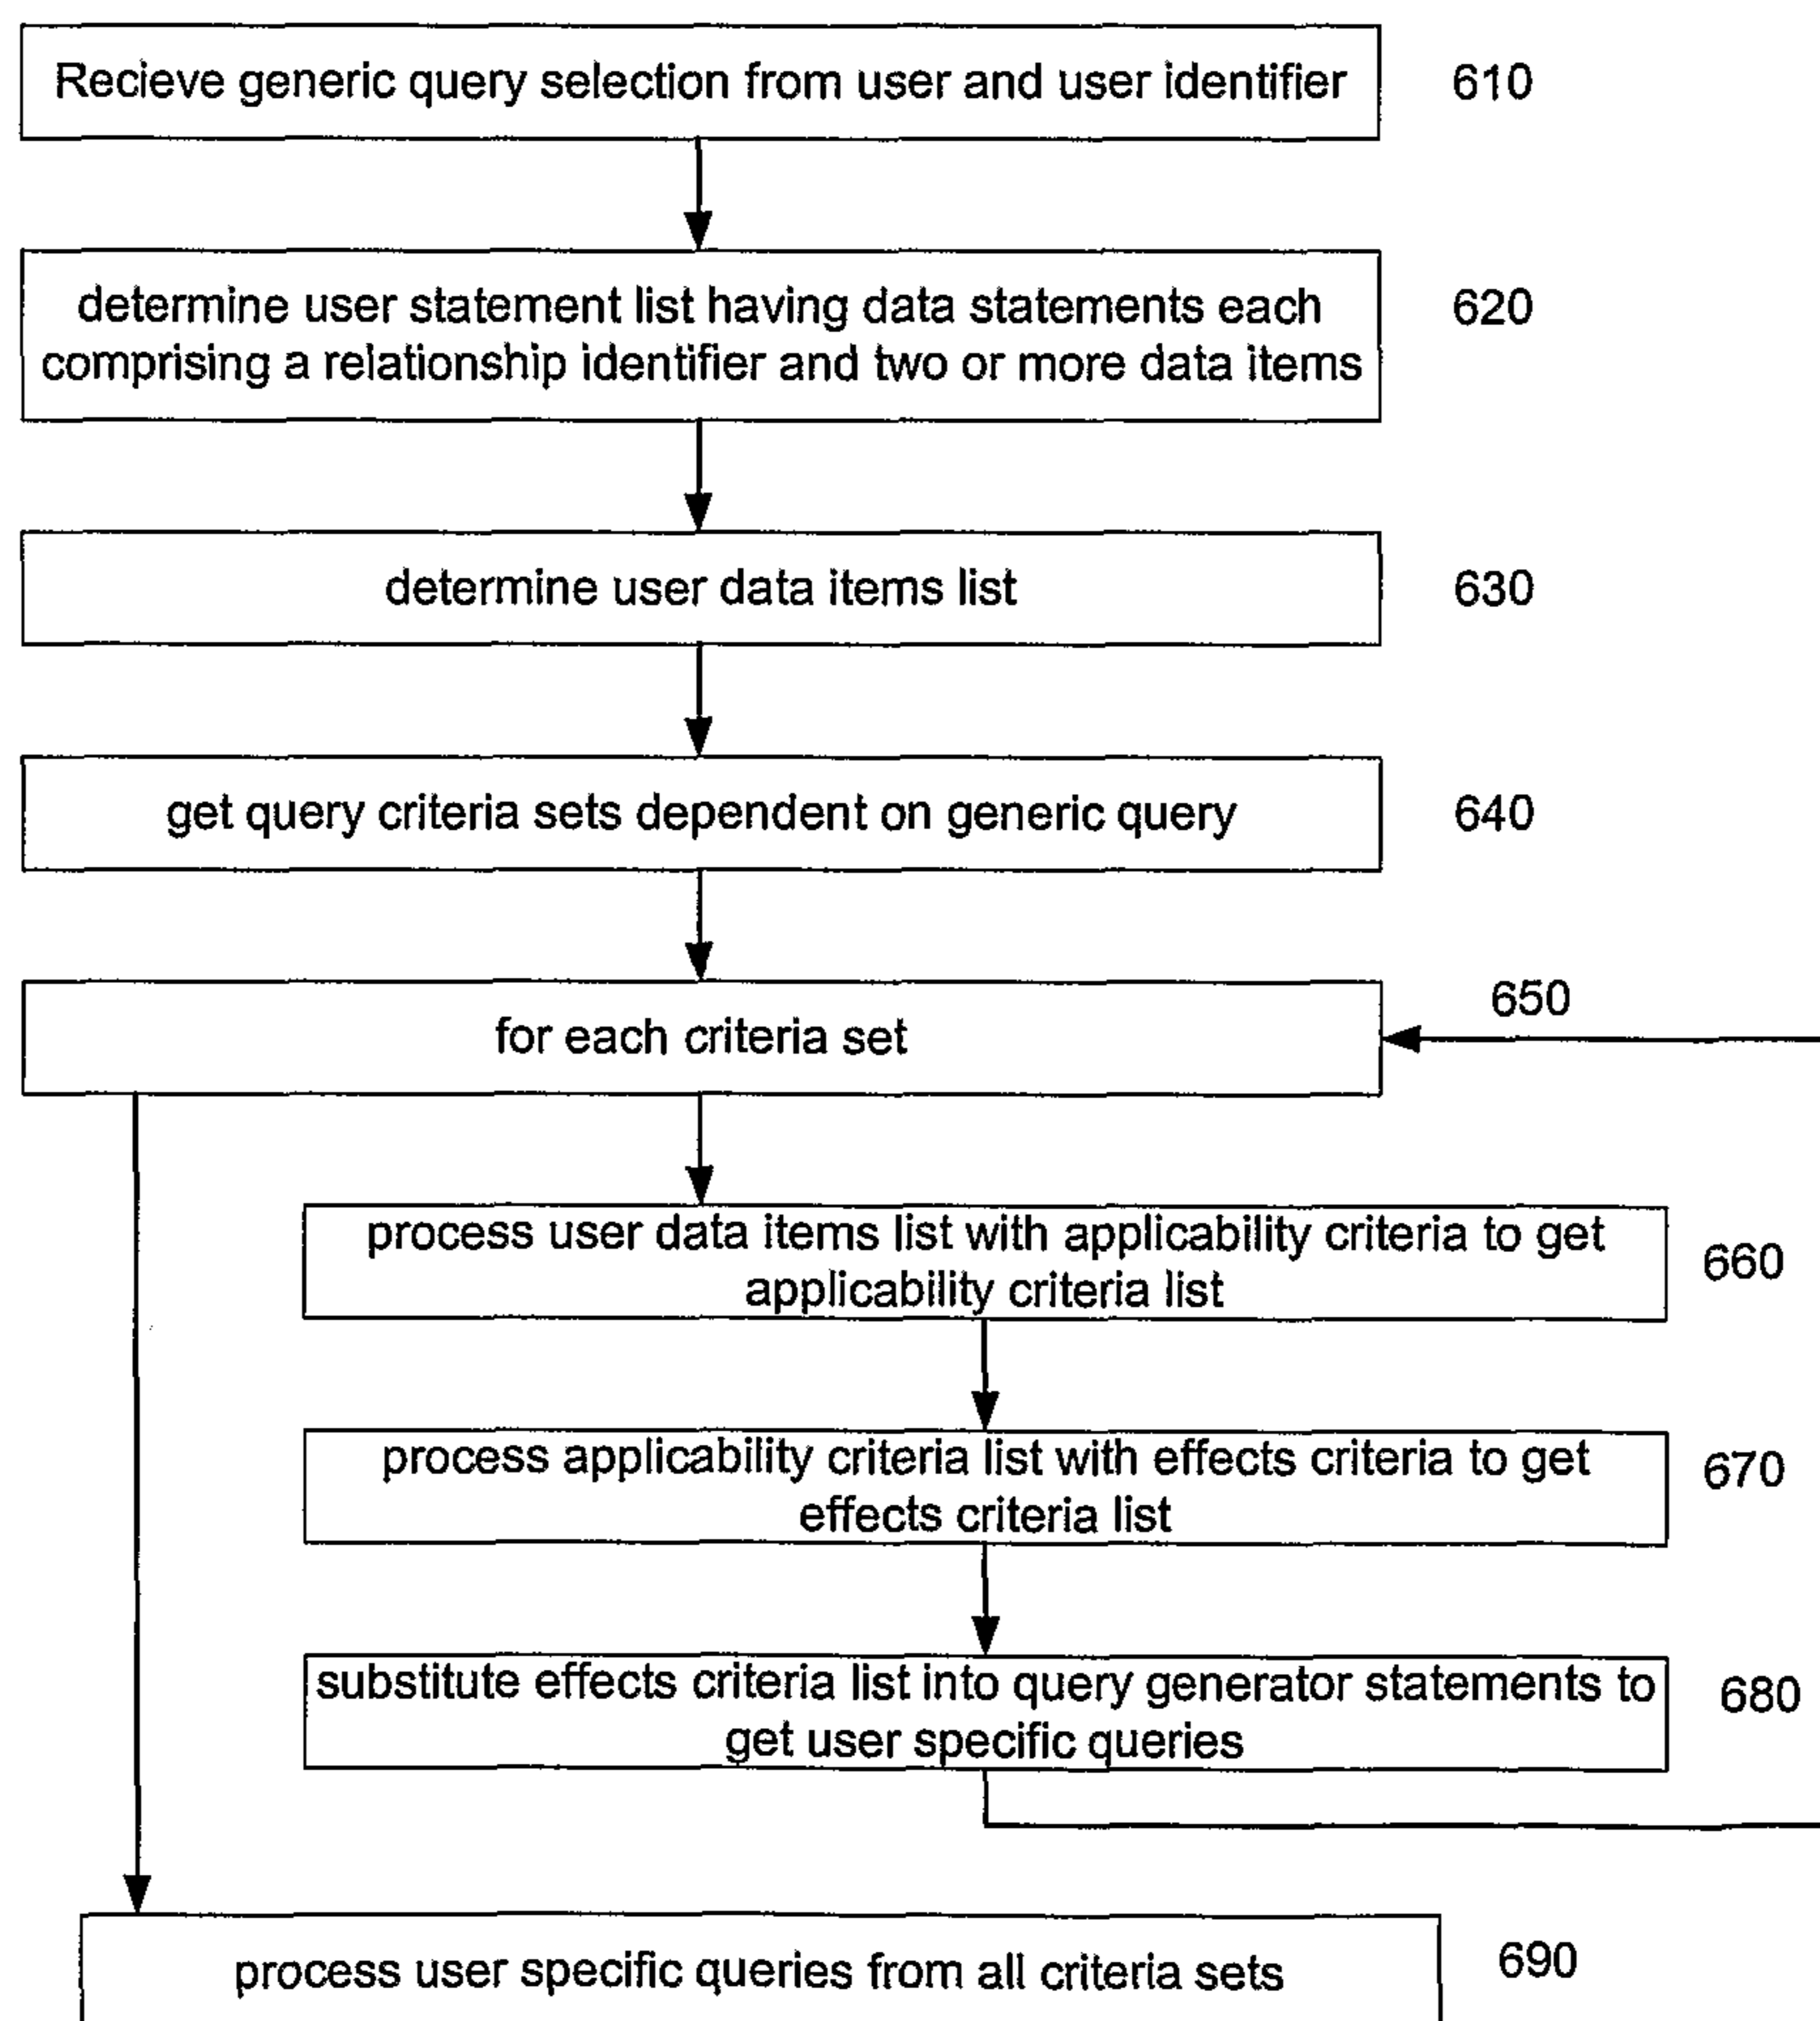 Recieve generic query selection from user and user identifier
610
determine user statement list having data statements each
comprising a relationship identifier and two or more data items
620
determine user data items list
630
get query criteria sets dependent on generic query
640
for each criteria set
650
process user data items list with applicability criteria to get
applicability criteria list
660
process applicability criteria list with effects criteria to get
effects criteria list
670
substitute effects criteria list into query generator statements to
get user specific queries
680
process user specific queries from all criteria sets
690